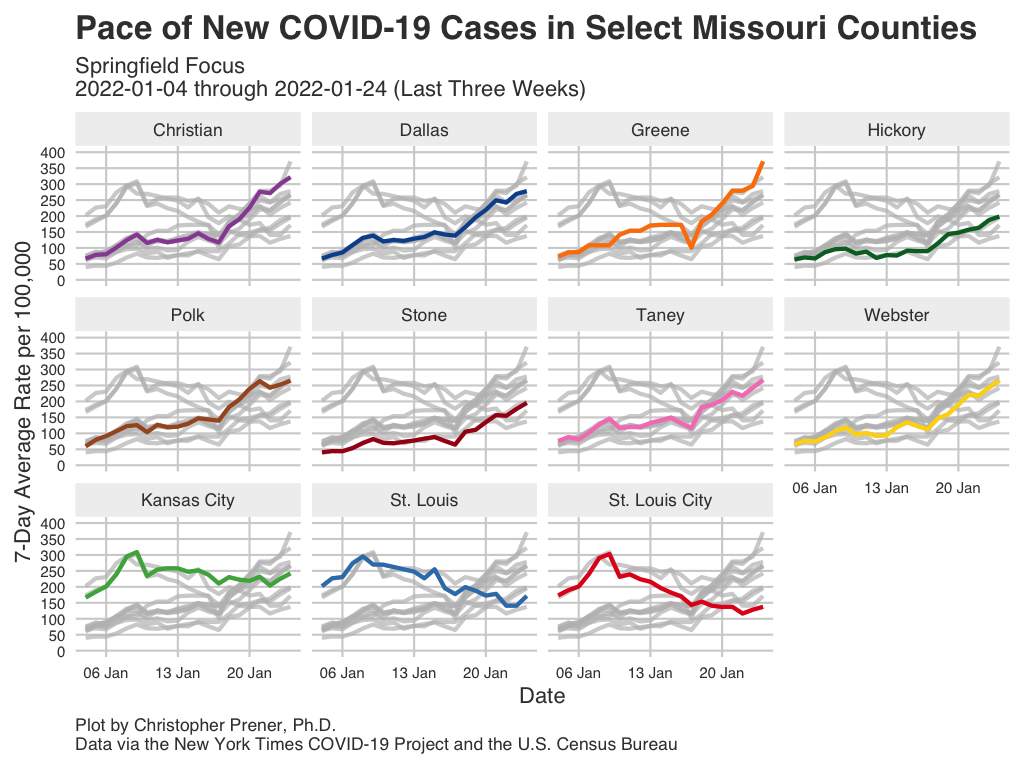 Pace of New COVID-19 Cases in Select Missouri Counties
Springfield Focus
2022-01-04 through 2022-01-24 (Last Three Weeks)
Christian Dallas Greene Hickory
400
350
300
250
200
150
100
50
0
Polk Stone Taney Webster
400
350
300
250
200
150
100
50
0
06 Jan 13 Jan 20 Jan
Kansas City St. Louis St. Louis City
400
350
300
250
200
150
100
50
0
06 Jan 13 Jan 20 Jan 06 Jan 13 Jan 20 Jan 06 Jan 13 Jan 20 Jan
7-Day Average Rate per 100,000
Date
Plot by Christopher Prener, Ph.D.
Data via the New York Times COVID-19 Project and the U.S. Census Bureau